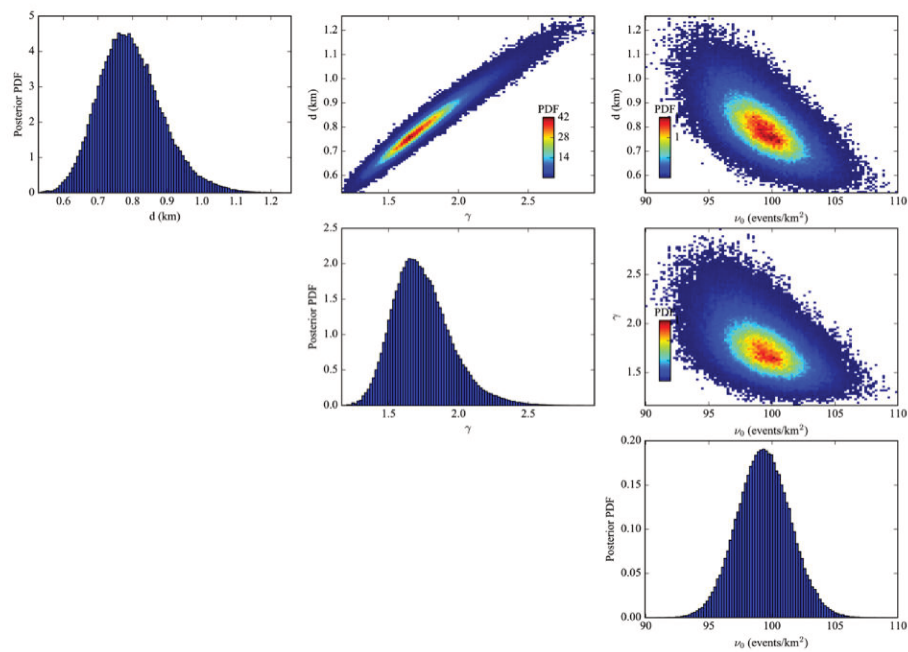 5
4
3
2
1
0
Posterior PDF
0.6 0.7 0.8 0.9 1.0 1.1 1.2
d (km)
1.2
1.1
1.0
0.9
0.8
0.7
0.6
d (km)
PDF
42
28
14
1.5 2.0 2.5
γ
1.2
1.1
1.0
0.9
0.8
0.7
0.6
d (km)
PDF
1
90 95 100 105 110
ν₀ (events/km²)
2.5
2.0
1.5
1.0
0.5
0.0
Posterior PDF
1.5 2.0 2.5
γ
2.5
2.0
1.5
γ
PDF
90 95 100 105 110
ν₀ (events/km²)
0.20
0.15
0.10
0.05
0.00
Posterior PDF
90 95 100 105 110
ν₀ (events/km²)